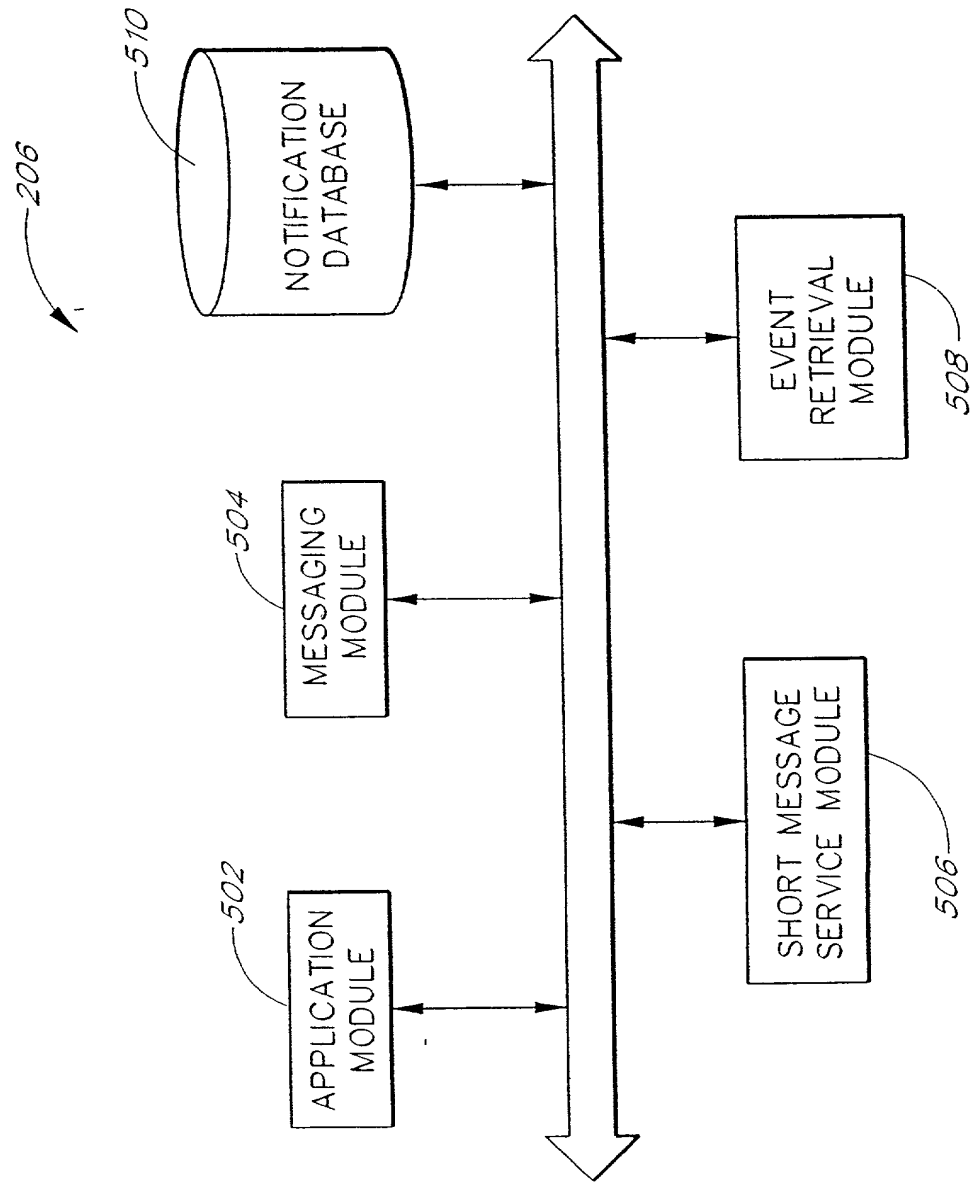 206
502
APPLICATION
MODULE
504
MESSAGING
MODULE
510
NOTIFICATION
DATABASE
SHORT MESSAGE
SERVICE MODULE
506
EVENT
RETRIEVAL
MODULE
508